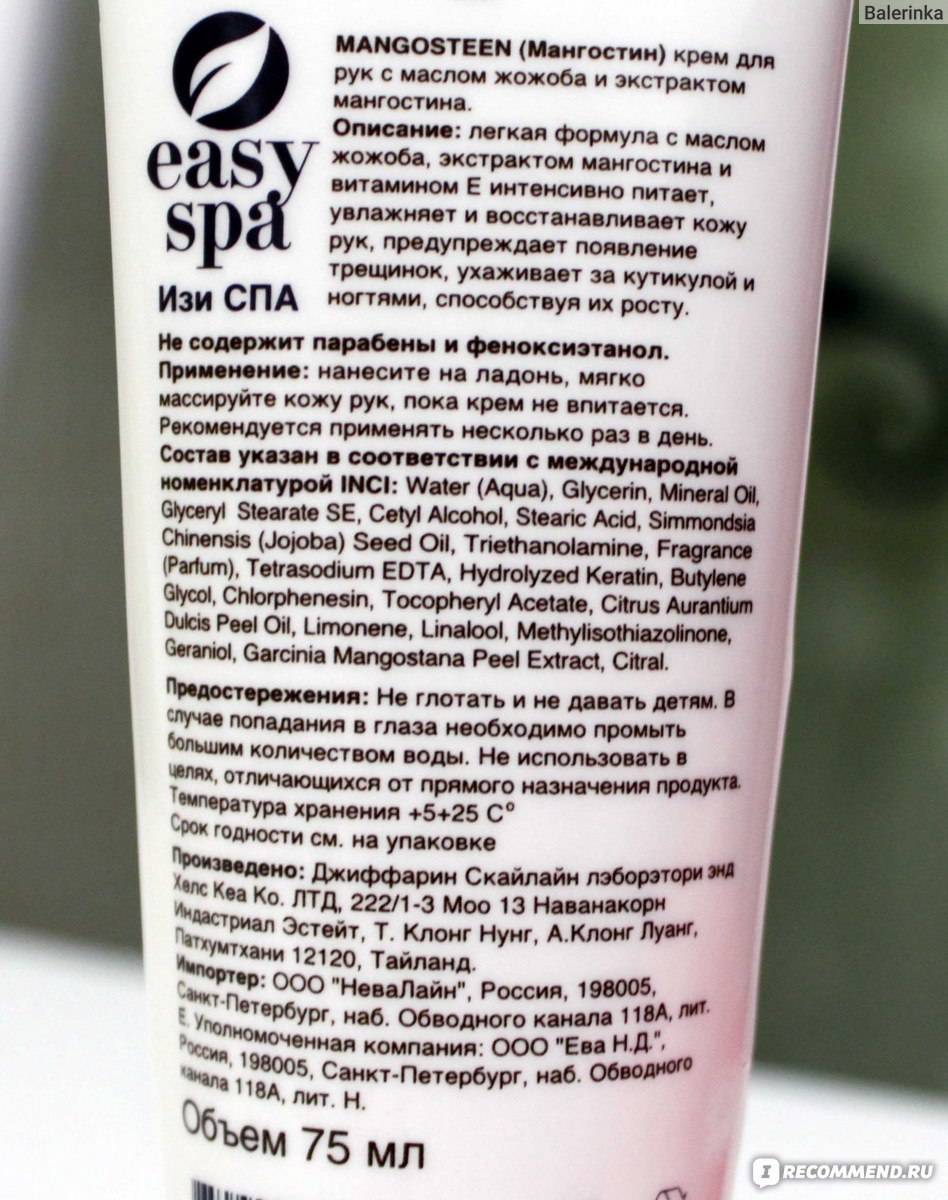 Balerinka
easy
spa
Изи СПА
MANGOSTEEN (Мангостин) крем для
рук с маслом жожоба и экстрактом
мангостина.
Описание: легкая формула с маслом
жожоба, экстрактом мангостина и
витамином Е интенсивно питает,
увлажняет и восстанавливает кожу
рук, предупреждает появление
трещинок, ухаживает за кутикулой и
ногтями, способствуя их росту.
Не содержит парабены и феноксиэтанол.
Применение: нанесите на ладонь, мягко
массируйте кожу рук, пока крем не впитается.
Рекомендуется применять несколько раз в день.
Состав указан в соответствии с международной
номенклатурой INCI: Water (Aqua), Glycerin, Mineral Oil,
Glyceryl Stearate SE, Cetyl Alcohol, Stearic Acid, Simmondsia
Chinensis (Jojoba) Seed Oil, Triethanolamine, Fragrance
(Parfum), Tetrasodium EDTA, Hydrolyzed Keratin, Butylene
Glycol, Chlorphenesin, Tocopheryl Acetate, Citrus Aurantium
Dulcis Peel Oil, Limonene, Linalool, Methylisothiazolinone,
Geraniol, Garcinia Mangostana Peel Extract, Citral.
Предостережения: Не глотать и не давать детям. В
случае попадания в глаза необходимо промыть
большим количеством воды. Не использовать в
целях, отличающихся от прямого назначения продукта.
Температура хранения +5+25 С°
Срок годности см. на упаковке
Произведено: Джиффарин Скайлайн лэборэтори энд
Хелс Кеа Ко. ЛТД, 222/1-3 Моо 13 Наванакорн
Индастриал Эстейт, Т. Клонг Нунг, А.Клонг Луанг,
Патхумтхани 12120, Тайланд.
Импортер: ООО "НеваЛайн", Россия, 198005,
Санкт-Петербург, наб. Обводного канала 118А, лит.
Е. Уполномоченная компания: ООО "Ева Н.Д.",
Россия, 198005, Санкт-Петербург, наб. Обводного
канала 118А, лит. Н.
Объем 75 мл
IRECOMMEND.RU